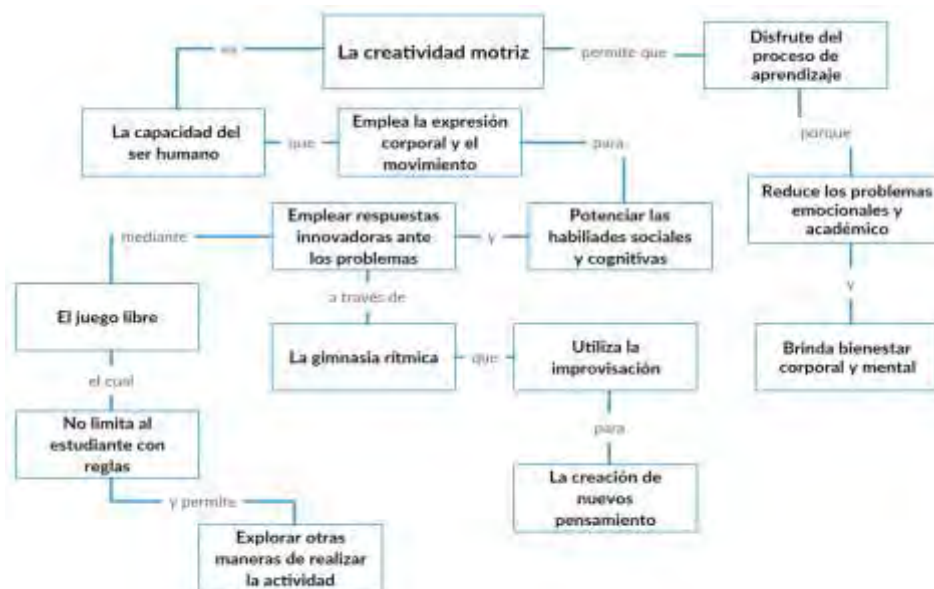 La creatividad motriz
es
permite que
Disfrute del
proceso de
aprendizaje
La capacidad del
ser humano
que
Emplea la expresión
corporal y el
movimiento
para
porque
Reduce los problemas
emocionales y
académico
mediante
Emplear respuestas
innovadoras ante
los problemas
y
Potenciar las
habiliades sociales
y cognitivas
y
El juego libre
a través de
La gimnasia rítmica
que
Utiliza la
improvisación
Brinda bienestar
corporal y mental
el cual
No limita al
estudiante con
reglas
para
La creación de
nuevos
pensamiento
y permite
Explorar otras
maneras de realizar
la actividad